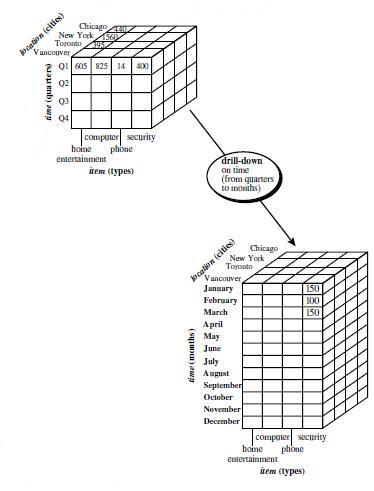 location (cities)
Chicago
New York
Toronto
Vancouver
440
1560
395
time (quarters)
Q1 605 825 14 400
Q2
Q3
Q4
computer security
home phone
entertainment
item (types)
drill-down
on time
(from quarters
to months)
location (cities)
Chicago
New York
Toronto
Vancouver
time (months)
January 150
February 100
March 150
April
May
June
July
August
September
October
November
December
computer security
home phone
entertainment
item (types)